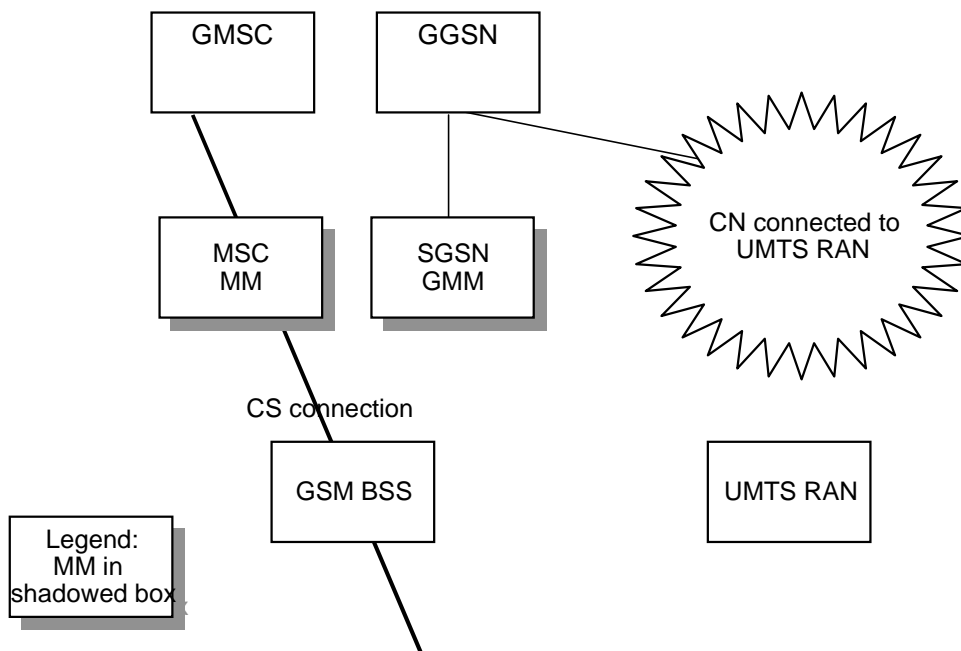 GMSC
GGSN
MSC
MM
SGSN
GMM
CN connected to
UMTS RAN
CS connection
GSM BSS
UMTS RAN
Legend:
MM in
shadowed box